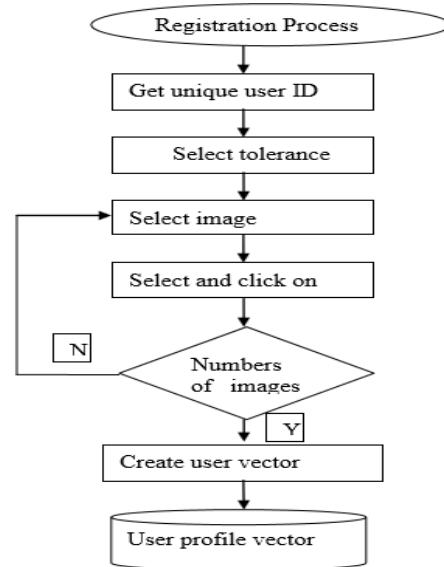 Registration Process
Get unique user ID
Select tolerance
Select image
Select and click on
N
Numbers
of images
Y
Create user vector
User profile vector